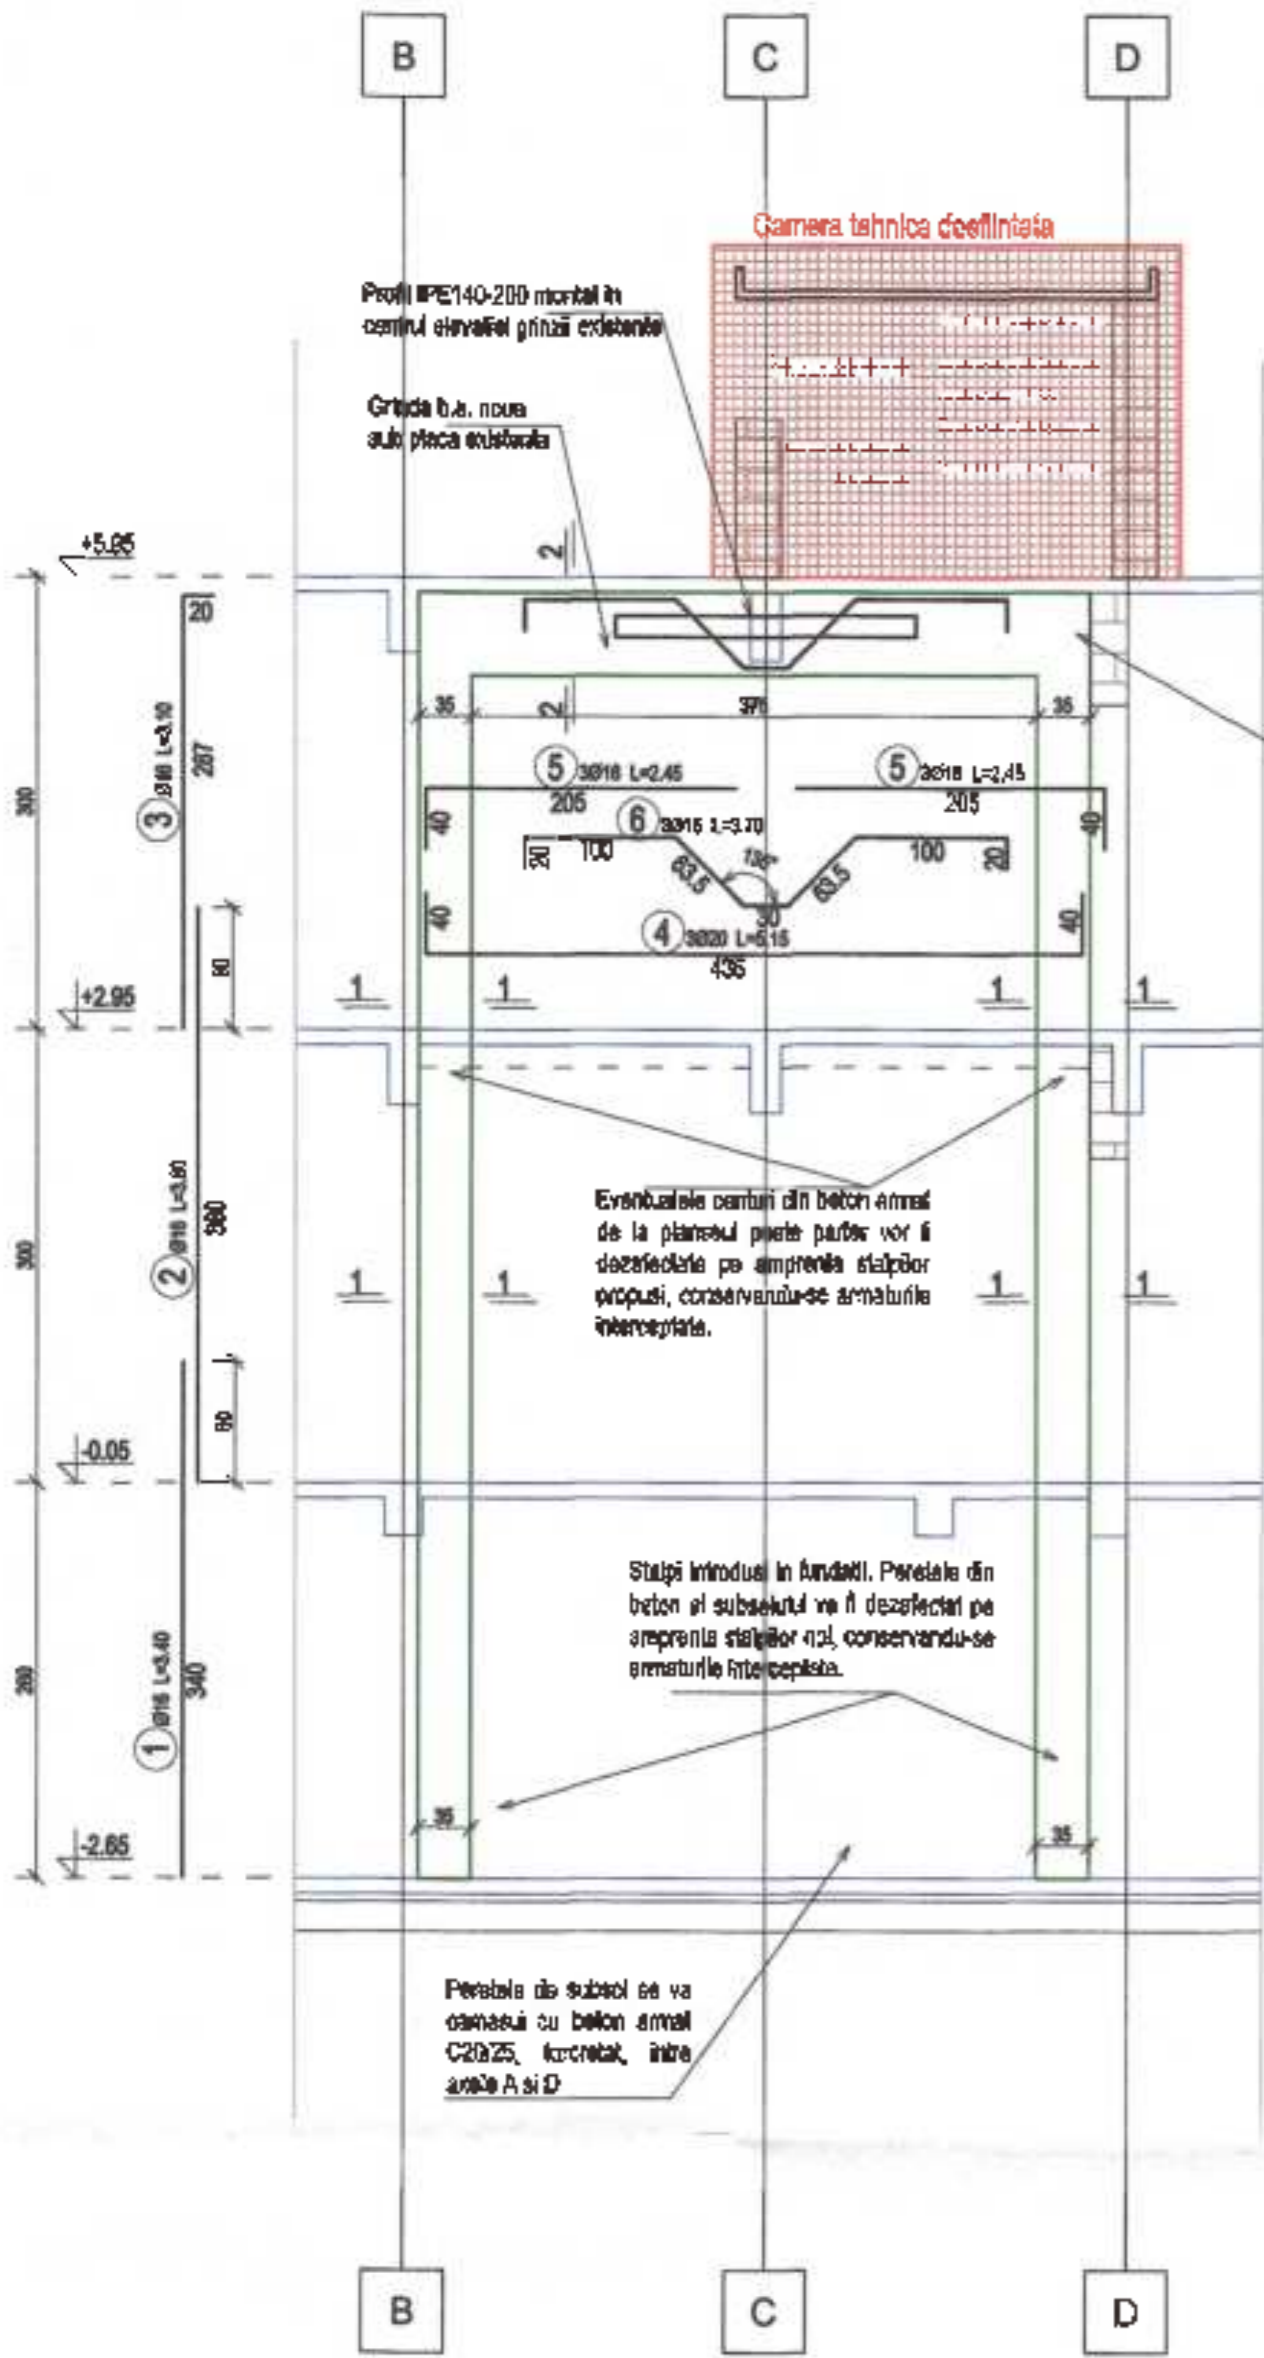 B
C
D
Camera tehnica desfiintata
Profil IPE140-200 montat in
centrul elevatiei grinzii existente
Grinda b.a. noua
sub placa existenta
+5.95
2
20
2
35
375
35
3 Ø16 L=3.10
287
300
5 3Ø16 L=2.45
5 3Ø16 L=2.45
205
205
40
6 3Ø16 L=3.70
40
20
100
63.5
135°
63.5
100
20
30
40
4 3Ø20 L=5.15
40
435
80
+2.95
1
1
1
1
Eventualele centuri din beton armat
de la planseul peste parter vor fi
dezafectate pe amprenta stalpilor
propusi, conservandu-se armaturile
interceptate.
2 Ø16 L=3.80
380
300
1
1
1
1
80
-0.05
Stalpi introdusi in fundatii. Peretele din
beton al subsolului va fi dezafectat pe
amprenta stalpilor noi, conservandu-se
armaturile interceptate.
1 Ø16 L=3.40
340
260
35
35
-2.65
Peretele de subsol se va
camasui cu beton armat
C20/25, torcretat, intre
axele A si D
B
C
D